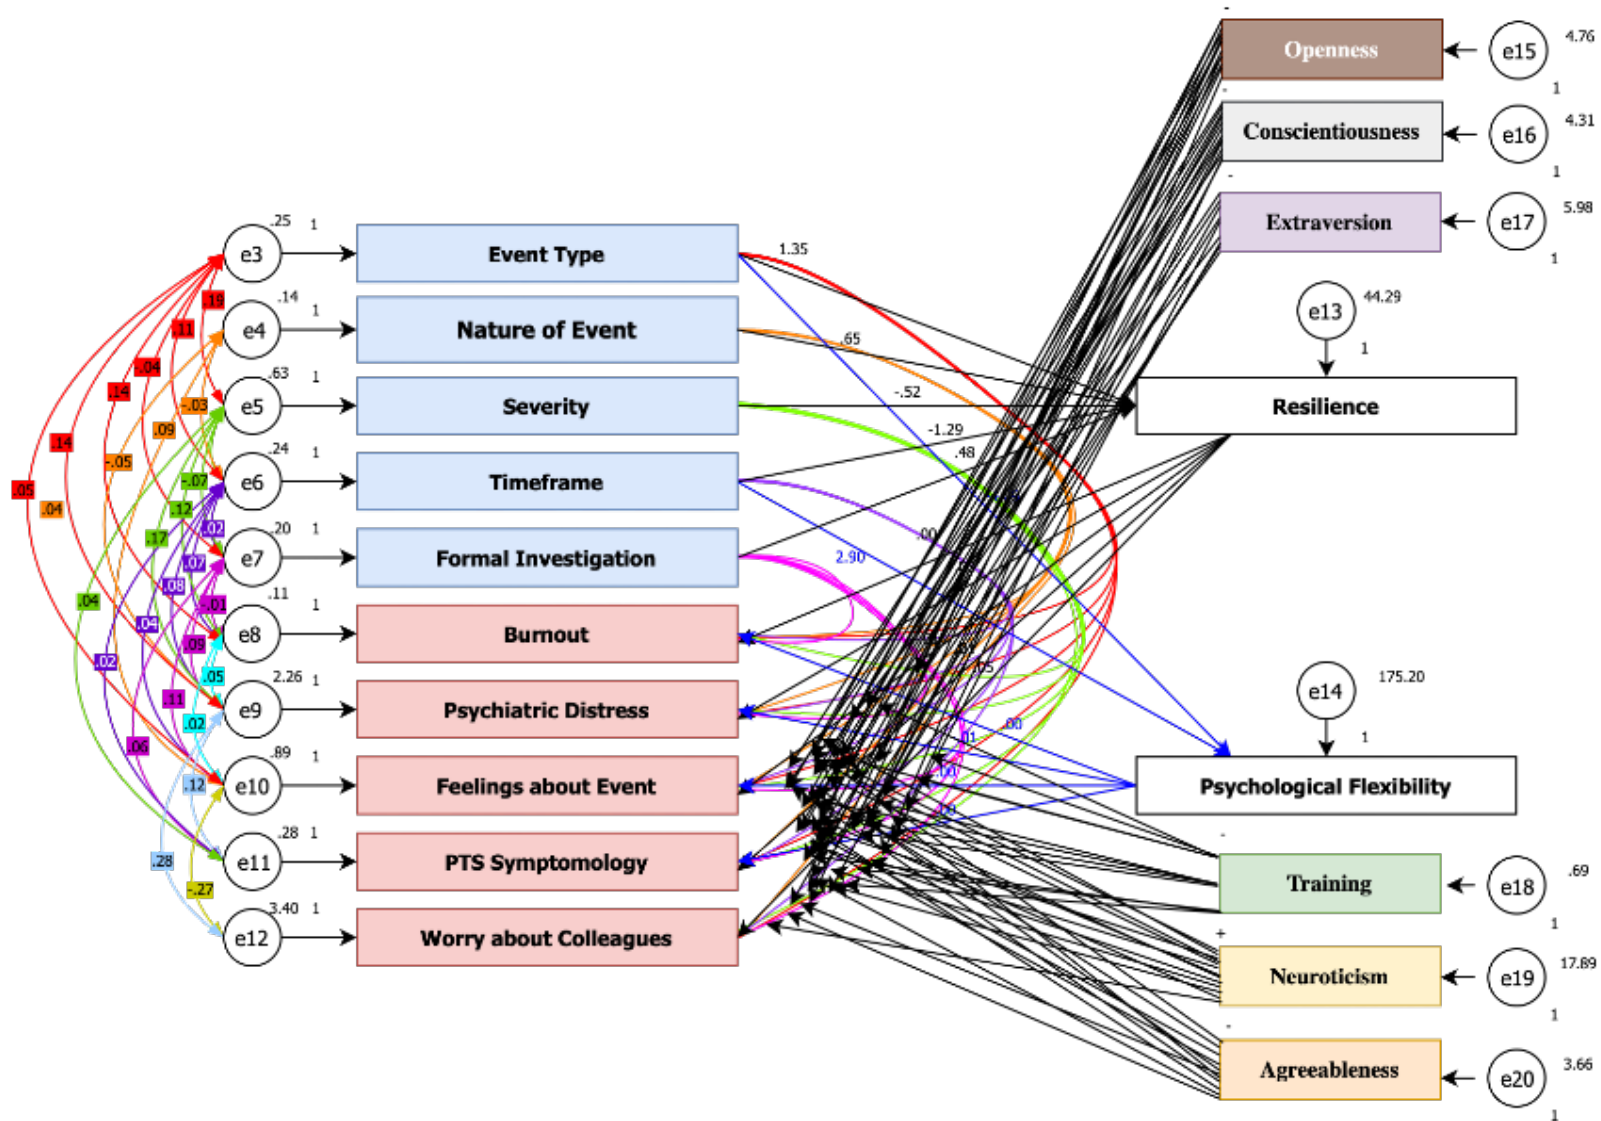 Openness
e15
4.76
1
Conscientiousness
e16
4.31
1
Extraversion
e17
5.98
1
e3
.25
1
Event Type
1.35
e13
44.29
1
e4
.14
1
Nature of Event
.65
e5
.63
1
Severity
-.52
Resilience
-1.29
.48
e6
.24
1
Timeframe
e7
.20
1
Formal Investigation
.00
2.90
e8
.11
1
Burnout
.05
e9
2.26
1
Psychiatric Distress
.00
e14
175.20
1
e10
.89
1
Feelings about Event
Psychological Flexibility
e11
.28
1
PTS Symptomology
e12
3.40
1
Worry about Colleagues
-
Training
e18
.69
1
+
Neuroticism
e19
17.89
1
-
Agreeableness
e20
3.66
1
.19
.11
-.04
.14
-.03
.09
.14
-.05
-.07
.05
.04
.12
.02
.17
.07
.08
.04
-.01
.04
.09
.02
.05
.11
.02
.06
.12
.28
-.27